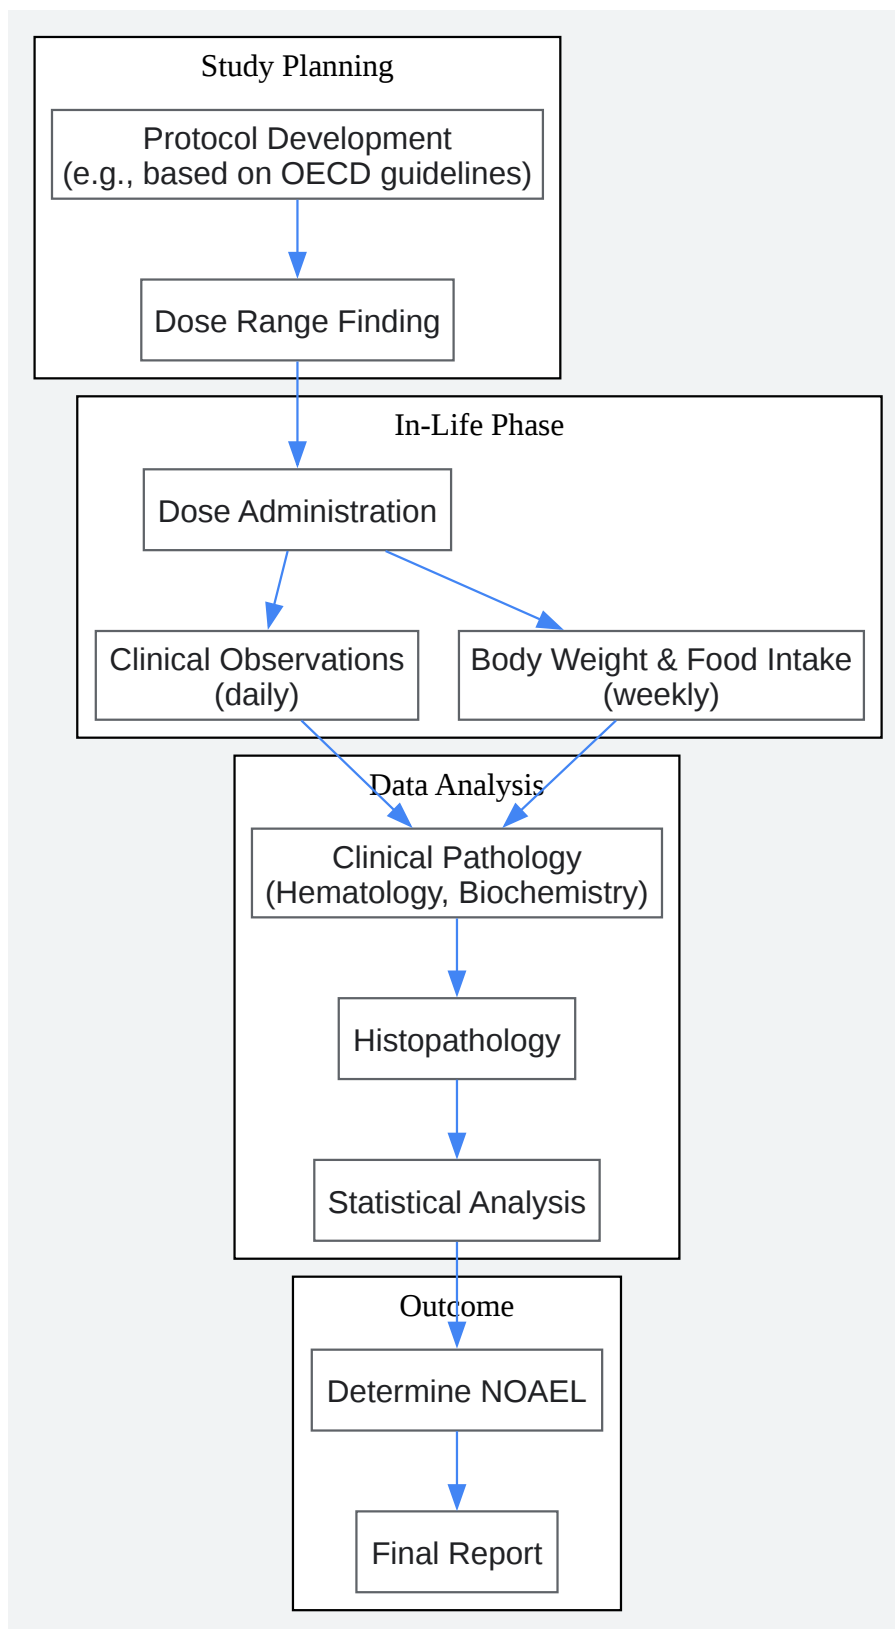 Study Planning
Protocol Development
(e.g., based on OECD guidelines)
Dose Range Finding
In-Life Phase
Dose Administration
Clinical Observations
(daily)
Body Weight & Food Intake
(weekly)
Data Analysis
Clinical Pathology
(Hematology, Biochemistry)
Histopathology
Statistical Analysis
Outcome
Determine NOAEL
Final Report